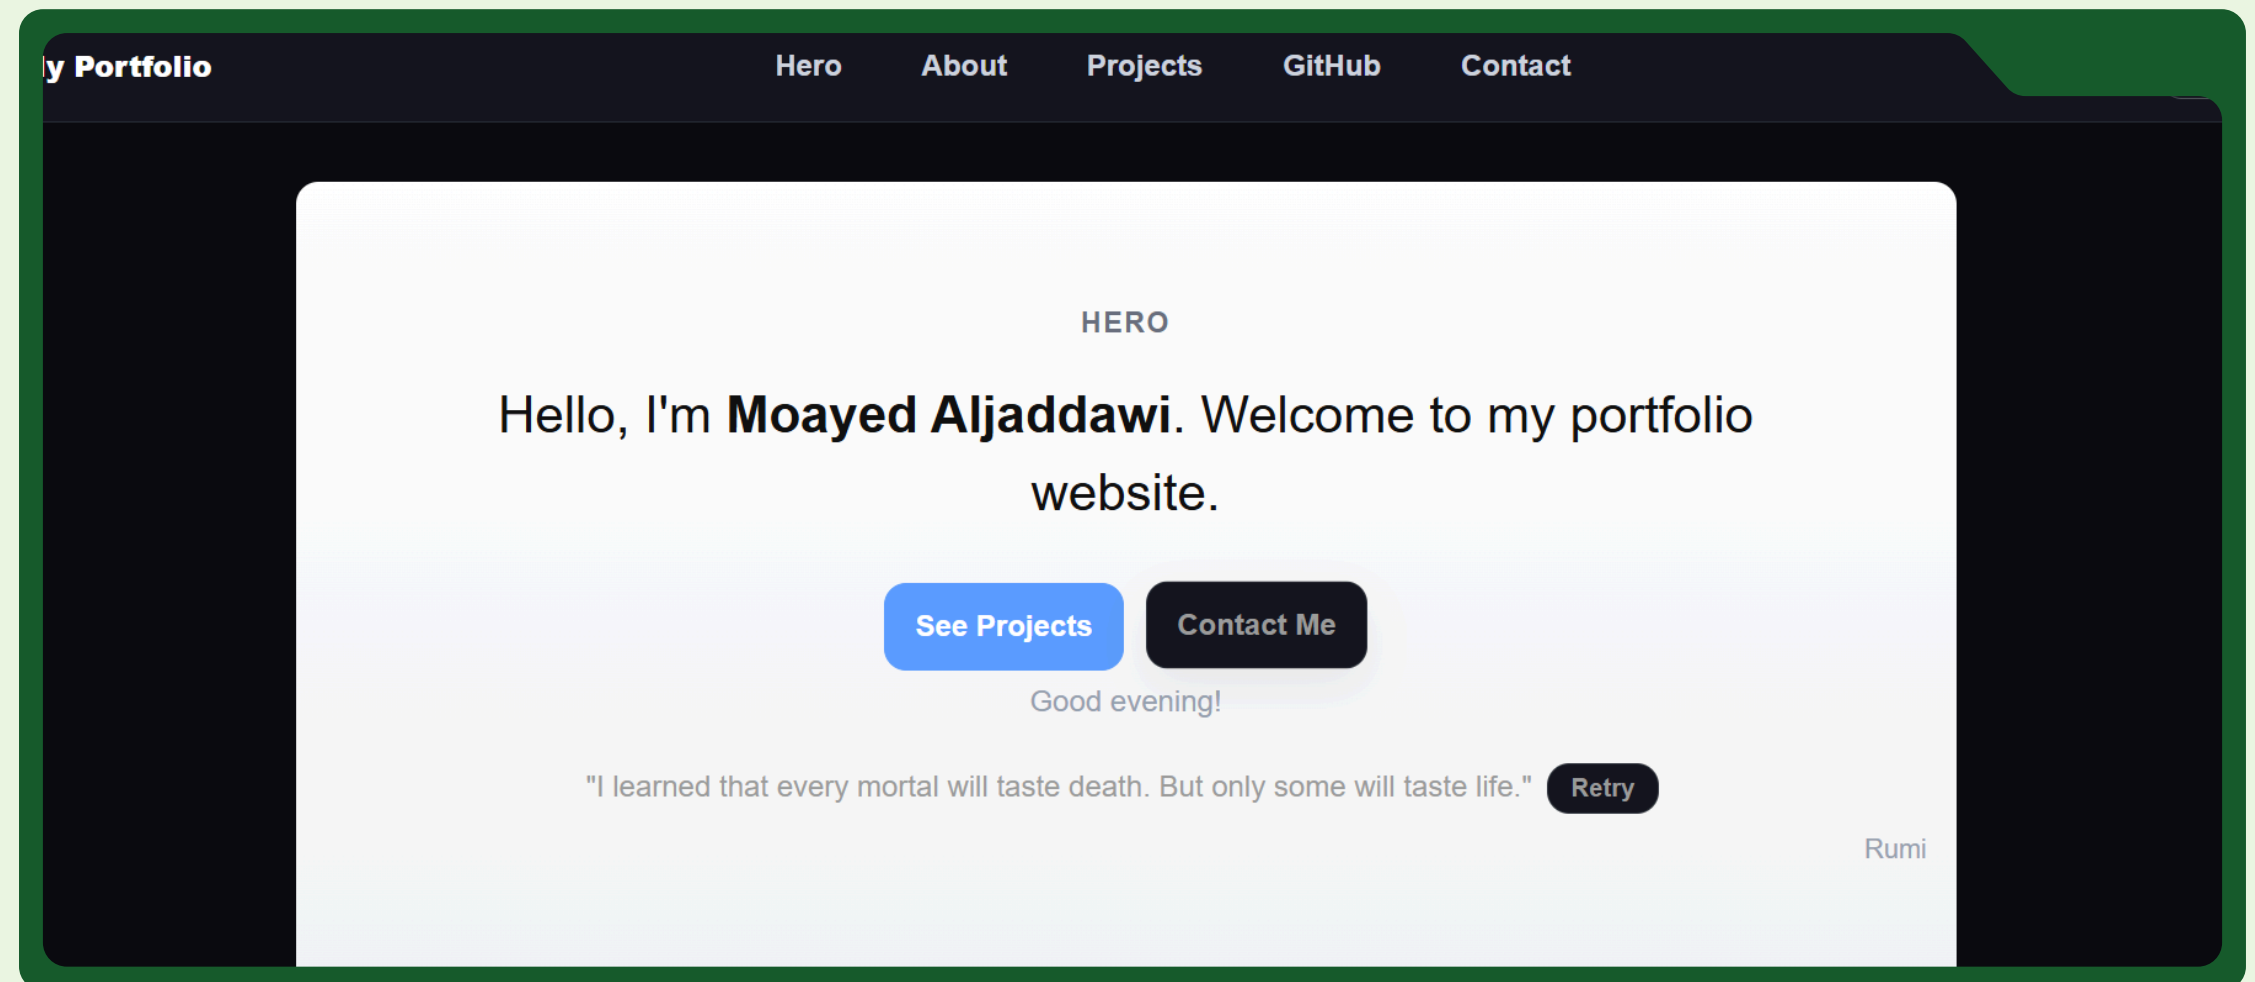 y Portfolio
Hero About Projects GitHub Contact
HERO
Hello, I'm Moayed Aljaddawi. Welcome to my portfolio
website.
See Projects Contact Me
Good evening!
"I learned that every mortal will taste death. But only some will taste life." Retry
Rumi